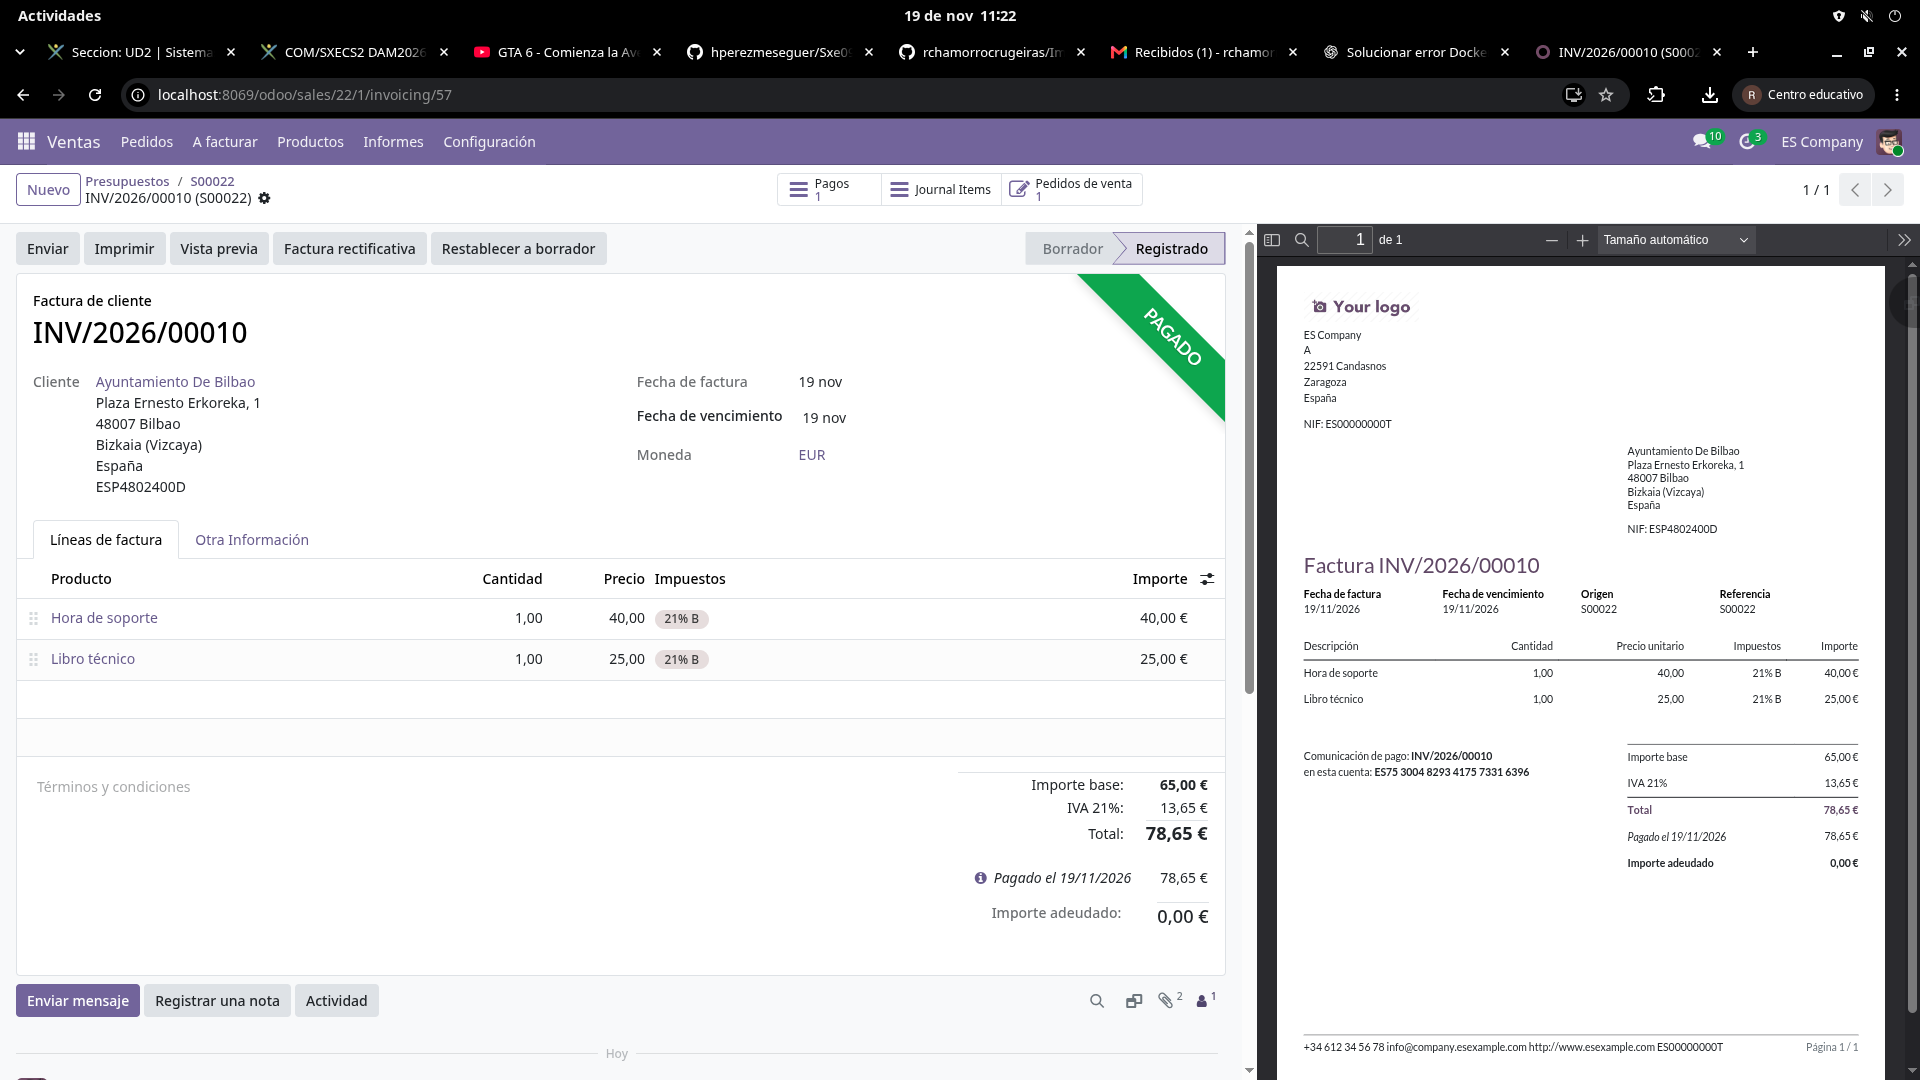 Actividades
19 de nov 11:22
Seccion: UD2 | Sistema
COM/SXECS2 DAM2026
GTA 6 - Comienza la Av
hperezmeseguer/Sxe0
rchamorrocrugeiras/Im
Recibidos (1) - rchamor
Solucionar error Docke
INV/2026/00010 (S0002
localhost:8069/odoo/sales/22/1/invoicing/57
R Centro educativo
Ventas Pedidos A facturar Productos Informes Configuración
10 3 ES Company
Nuevo
Presupuestos / S00022
INV/2026/00010 (S00022)
Pagos
1
Journal Items
Pedidos de venta
1
1 / 1
Enviar Imprimir Vista previa Factura rectificativa Restablecer a borrador
Borrador Registrado
Factura de cliente
INV/2026/00010
PAGADO
Cliente Ayuntamiento De Bilbao
Plaza Ernesto Erkoreka, 1
48007 Bilbao
Bizkaia (Vizcaya)
España
ESP4802400D
Fecha de factura 19 nov
Fecha de vencimiento 19 nov
Moneda EUR
Líneas de factura Otra Información
Producto Cantidad Precio Impuestos Importe
Hora de soporte 1,00 40,00 21% B 40,00 €
Libro técnico 1,00 25,00 21% B 25,00 €
Términos y condiciones
Importe base: 65,00 €
IVA 21%: 13,65 €
Total: 78,65 €
Pagado el 19/11/2026 78,65 €
Importe adeudado: 0,00 €
Enviar mensaje Registrar una nota Actividad
2 1
Hoy
1 de 1
Tamaño automático
Your logo
ES Company
A
22591 Candasnos
Zaragoza
España
NIF: ES00000000T
Ayuntamiento De Bilbao
Plaza Ernesto Erkoreka, 1
48007 Bilbao
Bizkaia (Vizcaya)
España
NIF: ESP4802400D
Factura INV/2026/00010
Fecha de factura Fecha de vencimiento Origen Referencia
19/11/2026 19/11/2026 S00022 S00022
Descripción Cantidad Precio unitario Impuestos Importe
Hora de soporte 1,00 40,00 21% B 40,00 €
Libro técnico 1,00 25,00 21% B 25,00 €
Comunicación de pago: INV/2026/00010
en esta cuenta: ES75 3004 8293 4175 7331 6396
Importe base 65,00 €
IVA 21% 13,65 €
Total 78,65 €
Pagado el 19/11/2026 78,65 €
Importe adeudado 0,00 €
+34 612 34 56 78 info@company.esexample.com http://www.esexample.com ES00000000T
Página 1 / 1